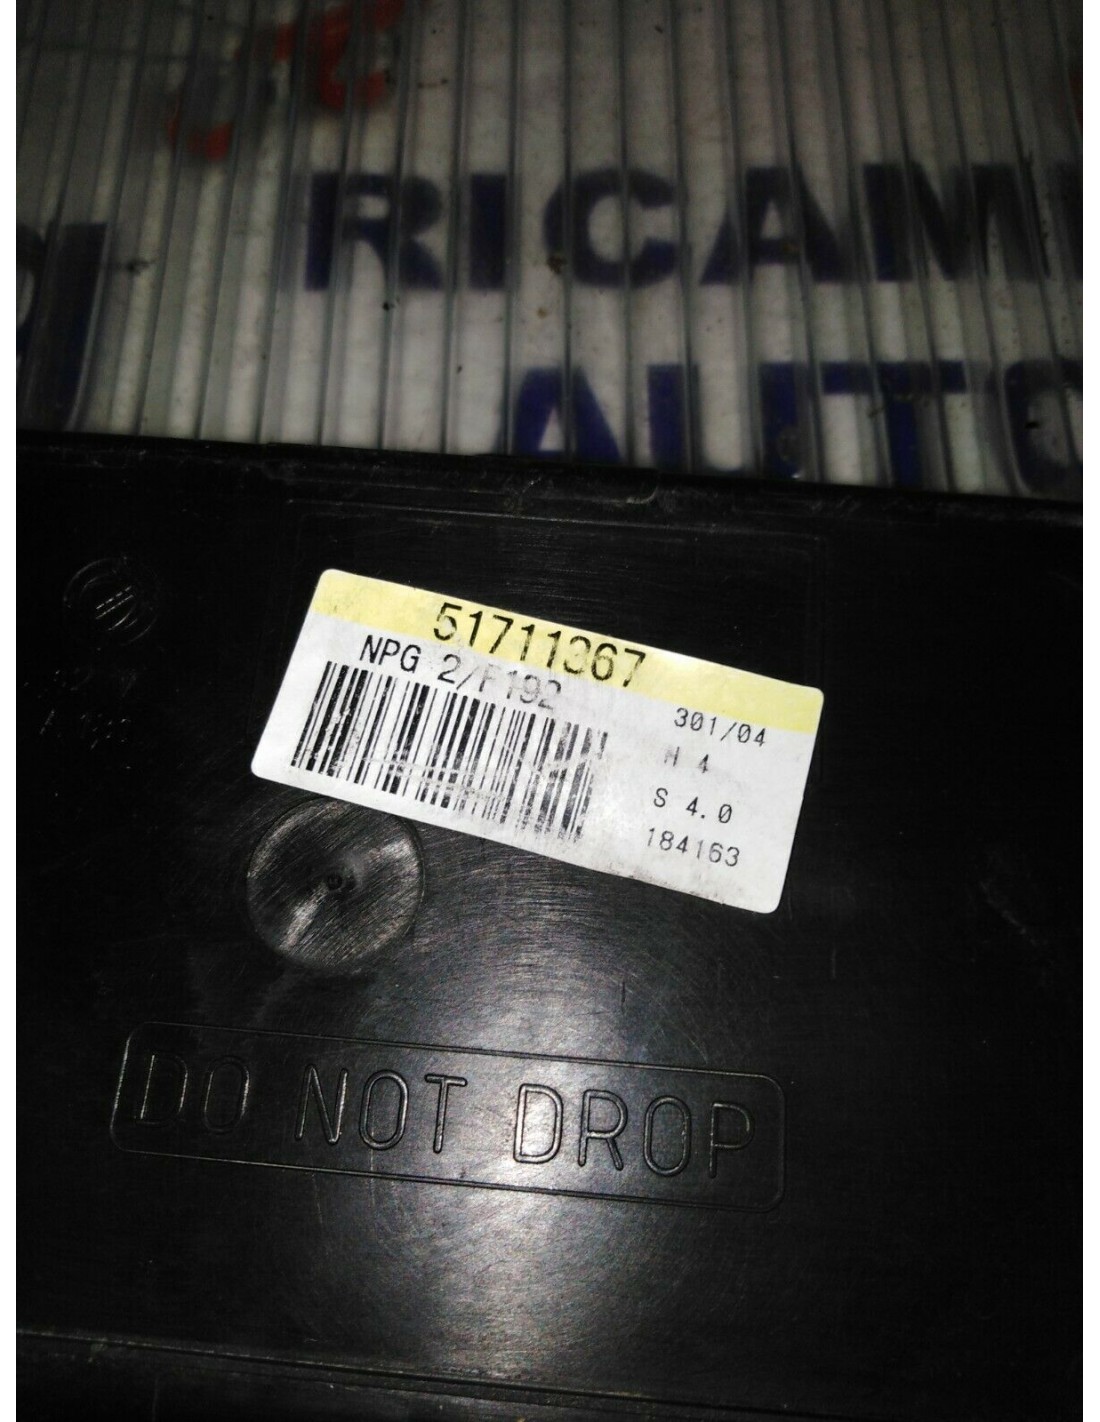 RICAM
AUTO
51711367
NPG 2/F192
301/04
H 4
S 4.0
184163
DO NOT DROP